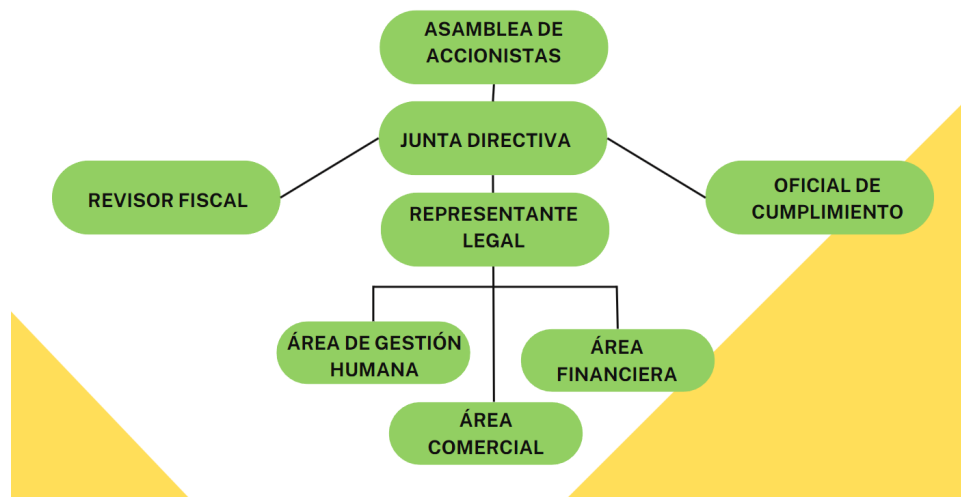 ASAMBLEA DE
ACCIONISTAS
JUNTA DIRECTIVA
REVISOR FISCAL
OFICIAL DE
CUMPLIMIENTO
REPRESENTANTE
LEGAL
ÁREA DE GESTIÓN
HUMANA
ÁREA
FINANCIERA
ÁREA
COMERCIAL